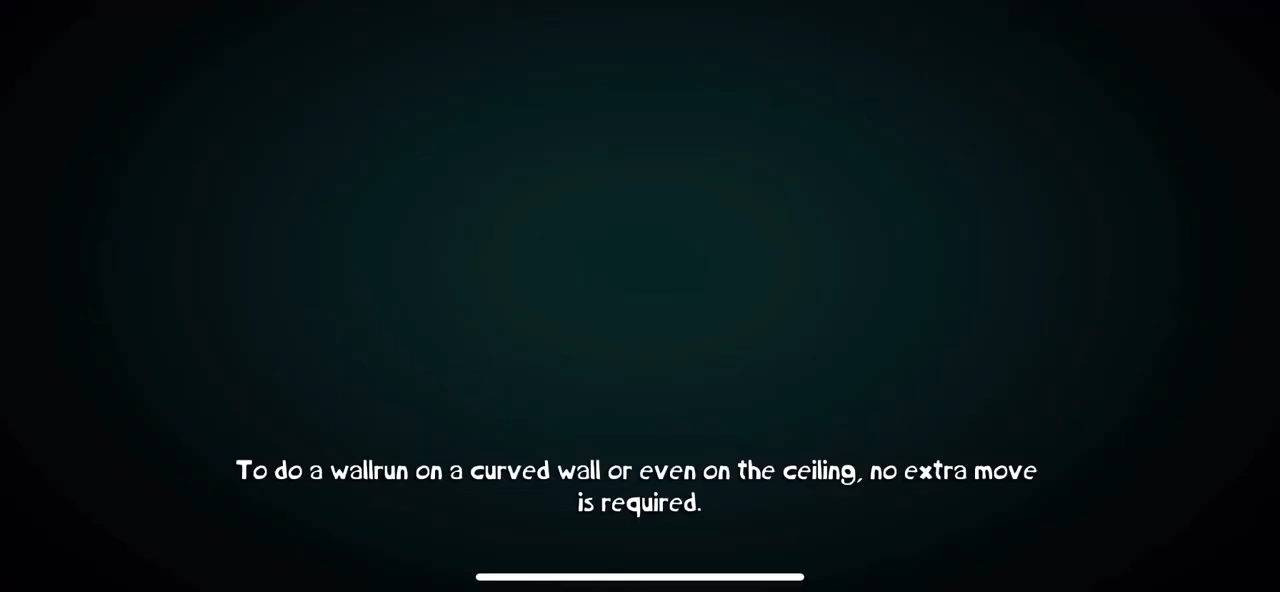 To do a wallrun on a curved wall or even on the ceiling, no extra move
is required.